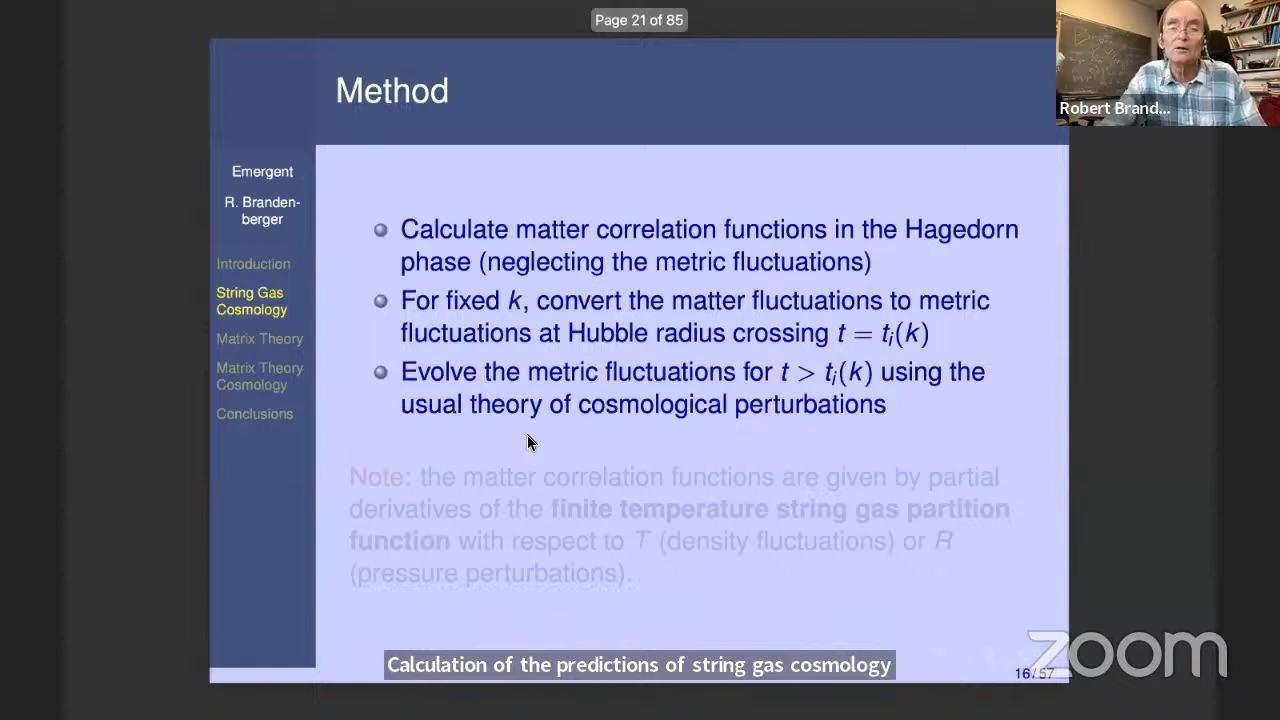 Page 21 of 85
Method
Robert Brand...
Emergent
R. Branden-
berger
Introduction
String Gas
Cosmology
Matrix Theory
Matrix Theory
Cosmology
Conclusions
Calculate matter correlation functions in the Hagedorn
phase (neglecting the metric fluctuations)
For fixed k, convert the matter fluctuations to metric
fluctuations at Hubble radius crossing t = tᵢ(k)
Evolve the metric fluctuations for t > tᵢ(k) using the
usual theory of cosmological perturbations
Note: the matter correlation functions are given by partial
derivatives of the finite temperature string gas partition
function with respect to T (density fluctuations) or R
(pressure perturbations).
Calculation of the predictions of string gas cosmology
16/57
zoom